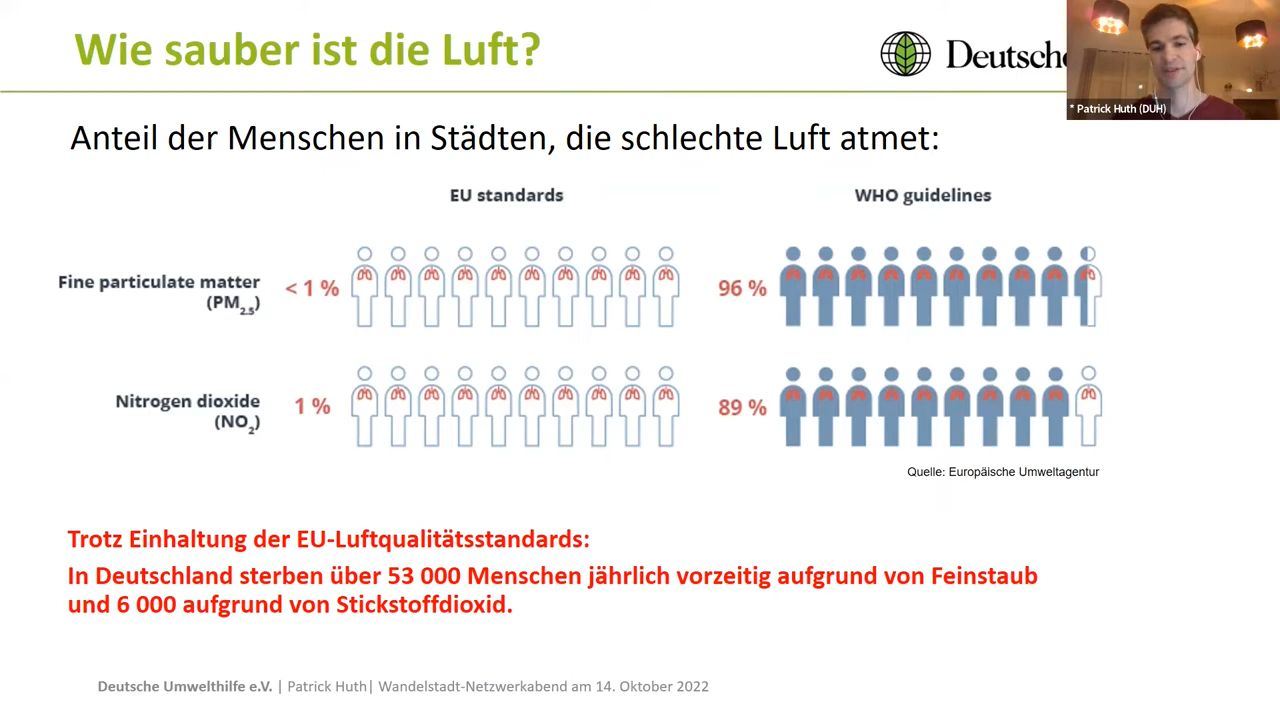 Wie sauber ist die Luft?
Deutsche
* Patrick Huth (DUH)
Anteil der Menschen in Städten, die schlechte Luft atmet:
EU standards
WHO guidelines
Fine particulate matter
(PM2.5)
< 1 %
96 %
Nitrogen dioxide
(NO2)
1 %
89 %
Quelle: Europäische Umweltagentur
Trotz Einhaltung der EU-Luftqualitätsstandards:
In Deutschland sterben über 53 000 Menschen jährlich vorzeitig aufgrund von Feinstaub
und 6 000 aufgrund von Stickstoffdioxid.
Deutsche Umwelthilfe e.V. | Patrick Huth| Wandelstadt-Netzwerkabend am 14. Oktober 2022